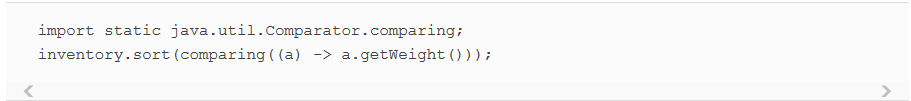 import static java.util.Comparator.comparing;
inventory.sort(comparing((a) -> a.getWeight()));